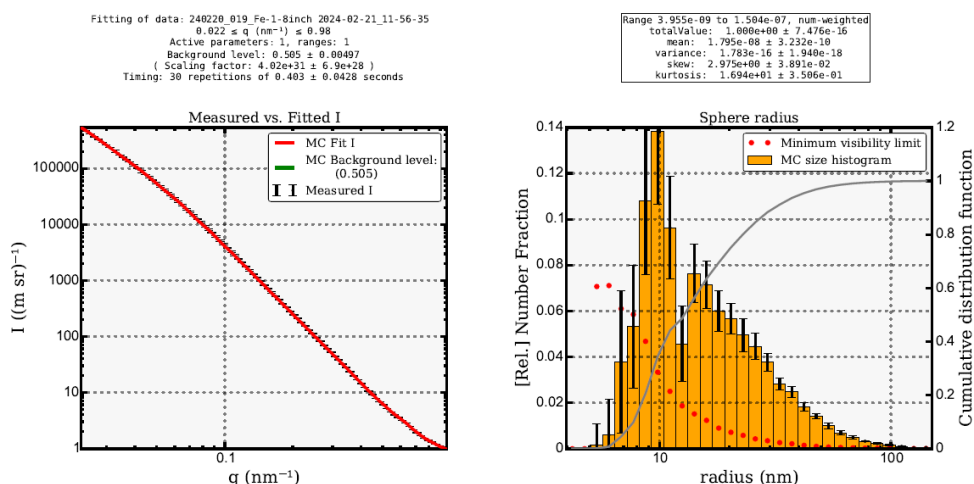 Fitting of data: 240220_019_Fe-1-8inch 2024-02-21_11-56-35
0.022 ≤ q (nm⁻¹) ≤ 0.98
Active parameters: 1, ranges: 1
Background level: 0.505 ± 0.00497
( Scaling factor: 4.02e+31 ± 6.9e+28 )
Timing: 30 repetitions of 0.403 ± 0.0428 seconds
Range 3.955e-09 to 1.504e-07, num-weighted
totalValue: 1.000e+00 ± 7.476e-16
mean: 1.795e-08 ± 3.232e-10
variance: 1.783e-16 ± 1.940e-18
skew: 2.975e+00 ± 3.891e-02
kurtosis: 1.694e+01 ± 3.506e-01
Measured vs. Fitted I
MC Fit I
MC Background level:
(0.505)
Measured I
100000
10000
1000
100
10
1
0.1
I ((m sr)⁻¹)
q (nm⁻¹)
Sphere radius
Minimum visibility limit
MC size histogram
0.14
0.12
0.1
0.08
0.06
0.04
0.02
0
[Rel.] Number Fraction
10
100
radius (nm)
1.2
1
0.8
0.6
0.4
0.2
0
Cumulative distribution function